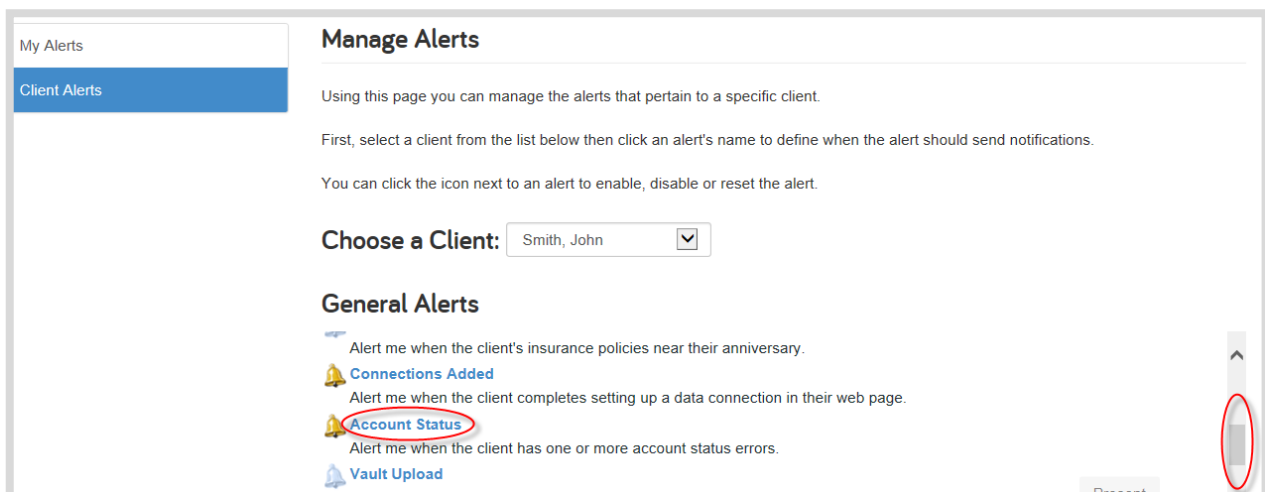 My Alerts
Client Alerts
Manage Alerts
Using this page you can manage the alerts that pertain to a specific client.
First, select a client from the list below then click an alert's name to define when the alert should send notifications.
You can click the icon next to an alert to enable, disable or reset the alert.
Choose a Client: Smith, John
General Alerts
Alert me when the client's insurance policies near their anniversary.
Connections Added
Alert me when the client completes setting up a data connection in their web page.
Account Status
Alert me when the client has one or more account status errors.
Vault Upload